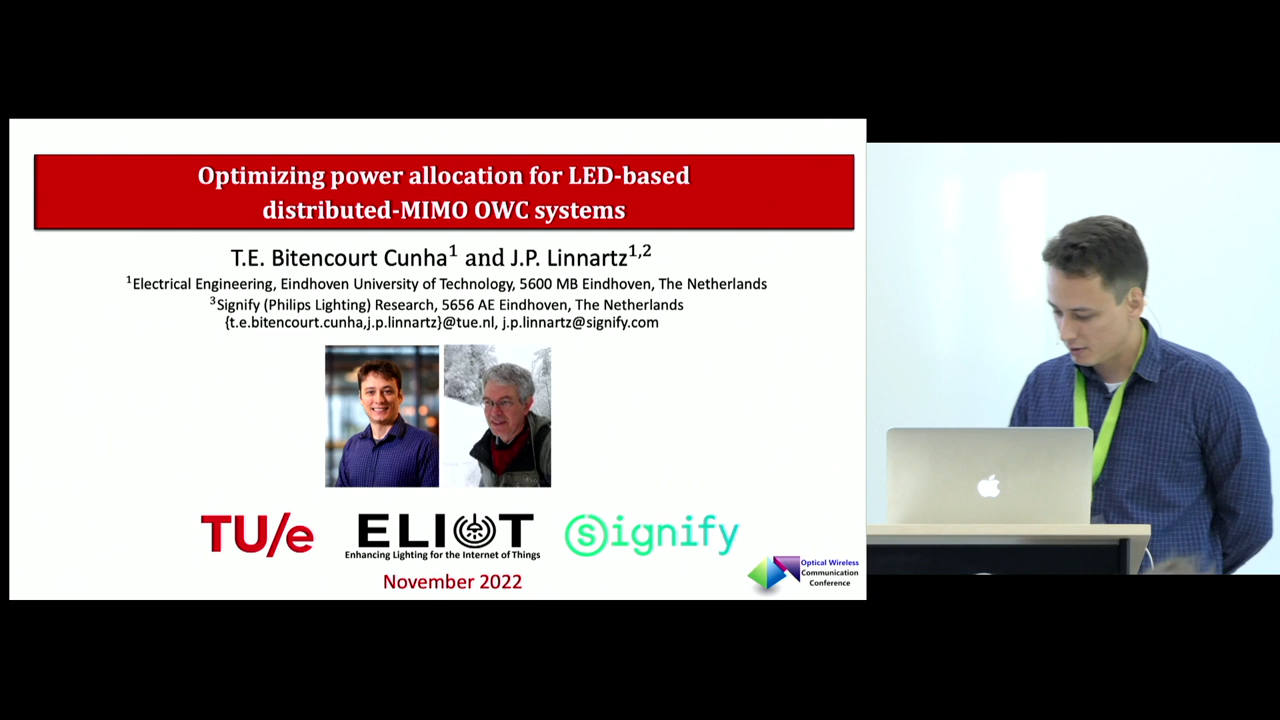 Optimizing power allocation for LED-based
distributed-MIMO OWC systems
T.E. Bitencourt Cunha¹ and J.P. Linnartz¹,²
¹Electrical Engineering, Eindhoven University of Technology, 5600 MB Eindhoven, The Netherlands
³Signify (Philips Lighting) Research, 5656 AE Eindhoven, The Netherlands
{t.e.bitencourt.cunha,j.p.linnartz}@tue.nl, j.p.linnartz@signify.com
TU/e
ELIOT
Enhancing Lighting for the Internet of Things
Signify
November 2022
Optical Wireless
Communication
Conference